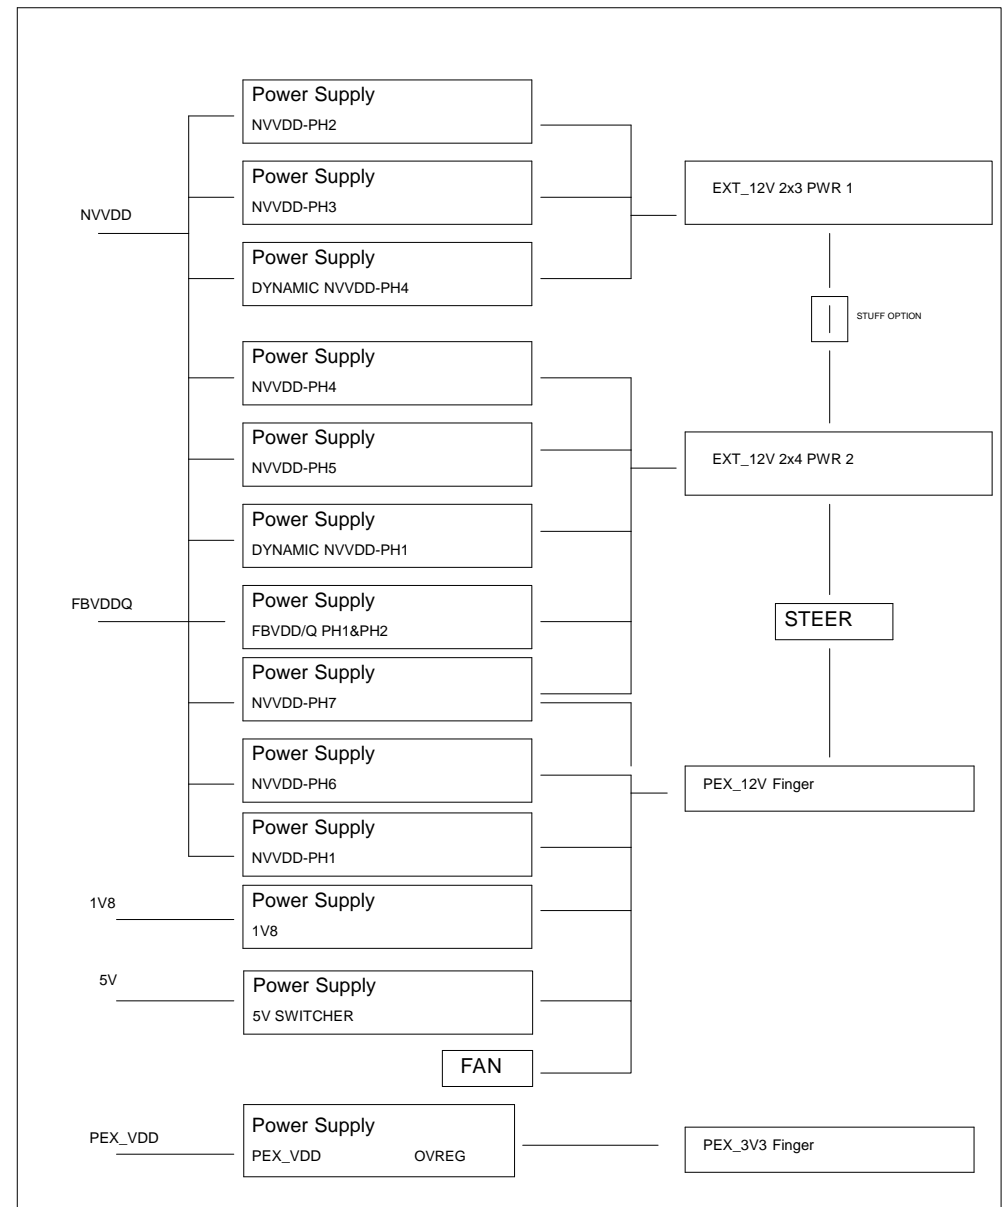 Power Supply
NVVDD-PH2
Power Supply
NVVDD-PH3
EXT_12V 2x3 PWR 1
NVVDD
Power Supply
DYNAMIC NVVDD-PH4
STUFF OPTION
Power Supply
NVVDD-PH4
Power Supply
NVVDD-PH5
EXT_12V 2x4 PWR 2
Power Supply
DYNAMIC NVVDD-PH1
FBVDDQ
Power Supply
FBVDD/Q PH1&PH2
STEER
Power Supply
NVVDD-PH7
Power Supply
NVVDD-PH6
PEX_12V Finger
Power Supply
NVVDD-PH1
1V8
Power Supply
1V8
5V
Power Supply
5V SWITCHER
FAN
PEX_VDD
Power Supply
PEX_VDD OVREG
PEX_3V3 Finger